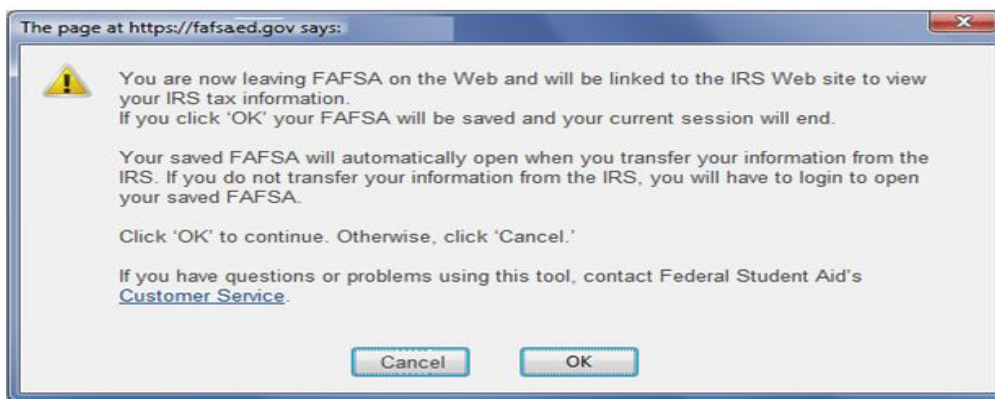 The page at https://fafsa.ed.gov says:
You are now leaving FAFSA on the Web and will be linked to the IRS Web site to view
your IRS tax information.
If you click 'OK' your FAFSA will be saved and your current session will end.
Your saved FAFSA will automatically open when you transfer your information from the
IRS. If you do not transfer your information from the IRS, you will have to login to open
your saved FAFSA.
Click 'OK' to continue. Otherwise, click 'Cancel.'
If you have questions or problems using this tool, contact Federal Student Aid's
Customer Service.
Cancel OK